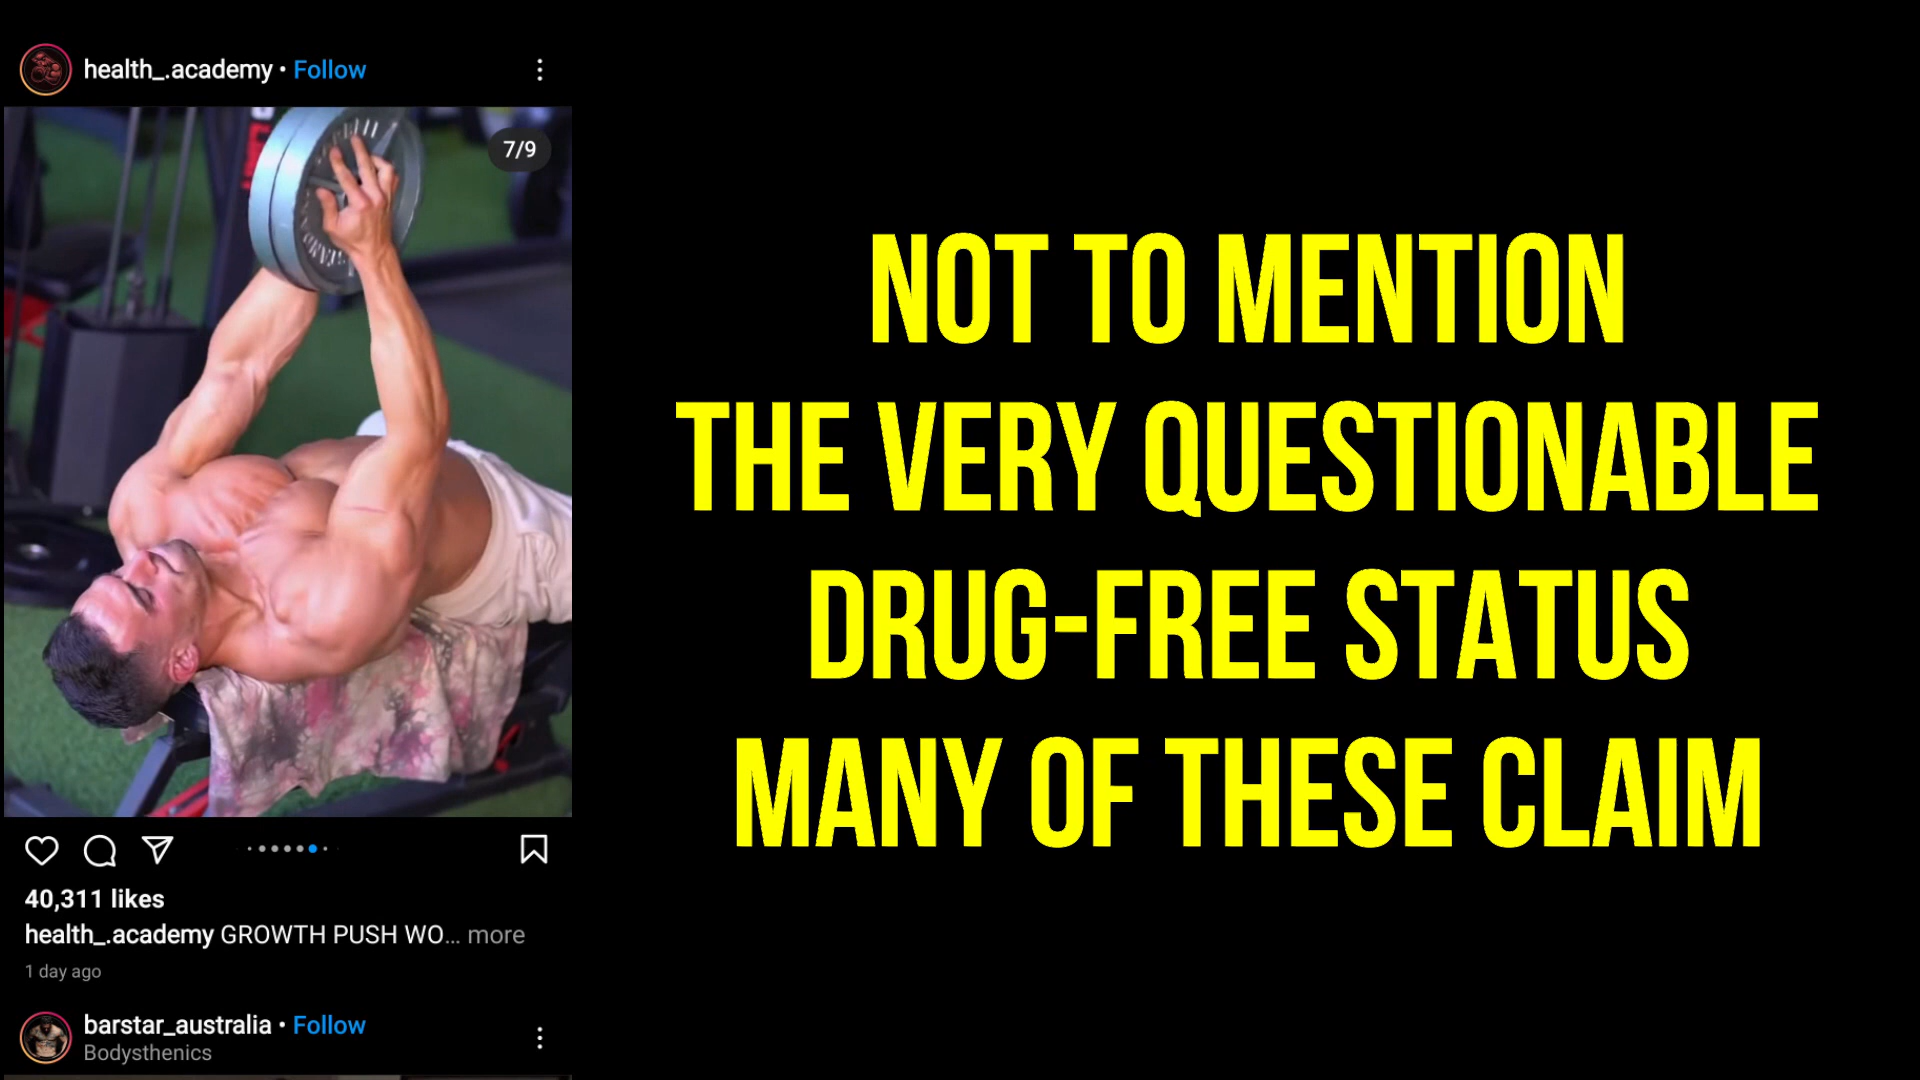 health_.academy • Follow
7/9
NOT TO MENTION
THE VERY QUESTIONABLE
DRUG-FREE STATUS
MANY OF THESE CLAIM
40,311 likes
health_.academy GROWTH PUSH WO... more
1 day ago
barstar_australia • Follow
Bodysthenics